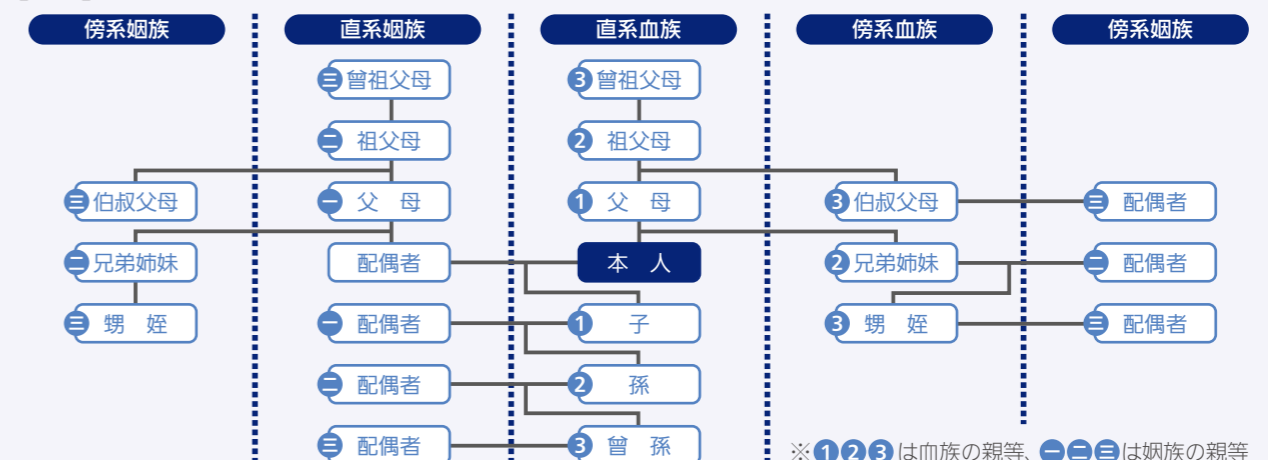 傍系姻族 直系姻族 直系血族 傍系血族 傍系姻族
三 曾祖父母 3 曾祖父母
二 祖父母 2 祖父母
三 伯叔父母 一 父 母 1 父 母 3 伯叔父母 三 配偶者
二 兄弟姉妹 配偶者 本 人 2 兄弟姉妹 二 配偶者
三 甥 姪 一 配偶者 1 子 3 甥 姪 三 配偶者
二 配偶者 2 孫
三 配偶者 3 曾 孫
※123は血族の親等、一二三は姻族の親等